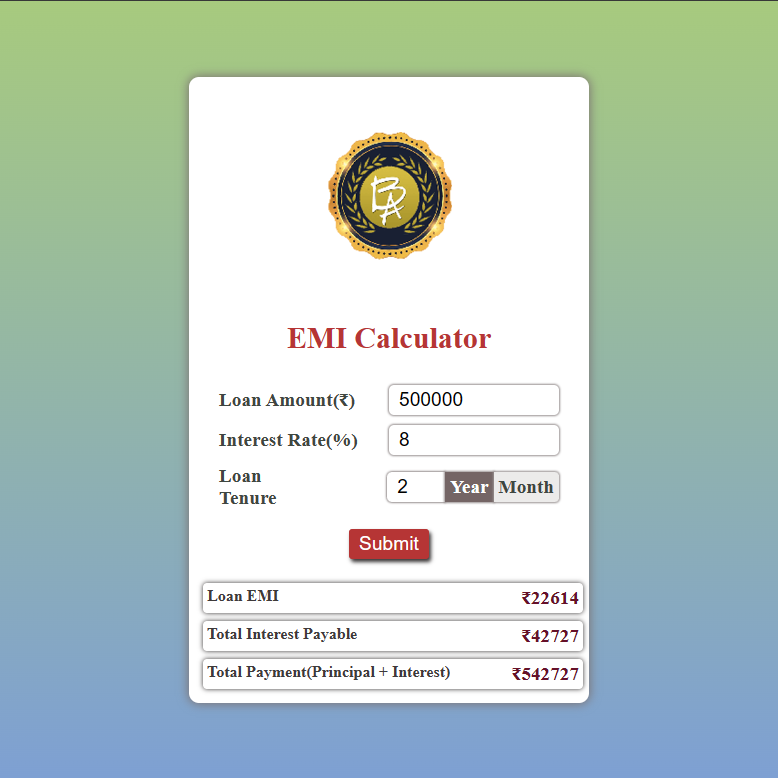 BA
EMI Calculator
Loan Amount(₹) 500000
Interest Rate(%) 8
Loan
Tenure 2 Year Month
Submit
Loan EMI ₹22614
Total Interest Payable ₹42727
Total Payment(Principal + Interest) ₹542727